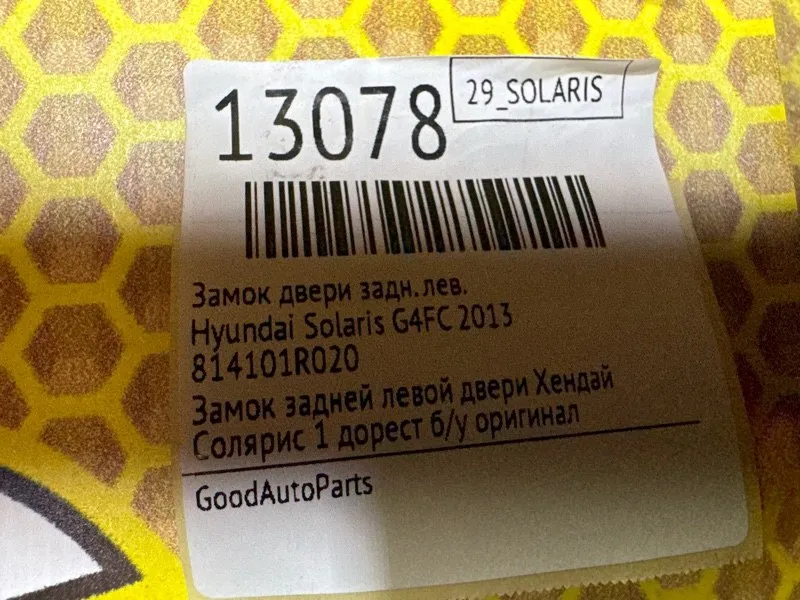 13078
29_SOLARIS
Замок двери задн.лев.
Hyundai Solaris G4FC 2013
814101R020
Замок задней левой двери Хендай
Солярис 1 дорест б/у оригинал
GoodAutoParts